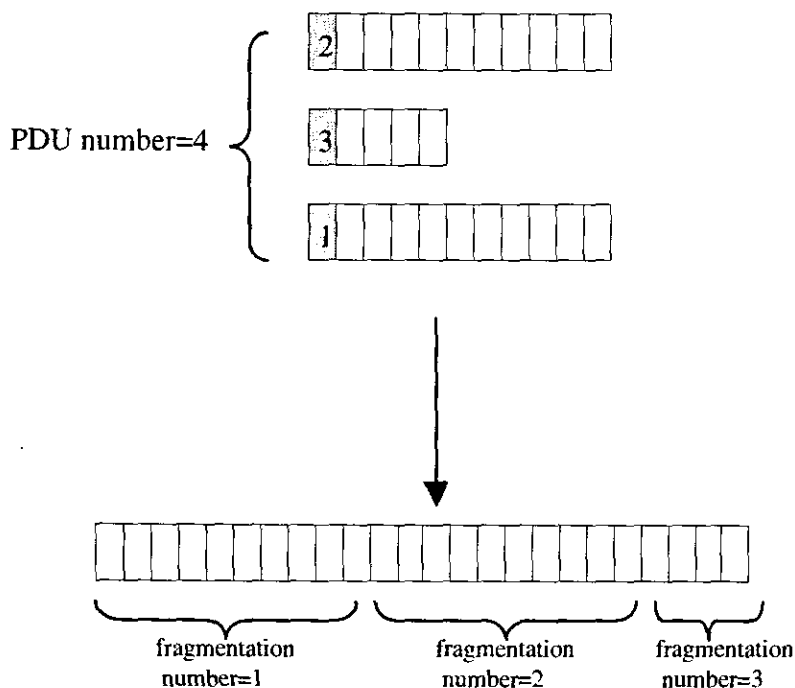 2
PDU number=4
3
1
fragmentation
number=1
fragmentation
number=2
fragmentation
number=3